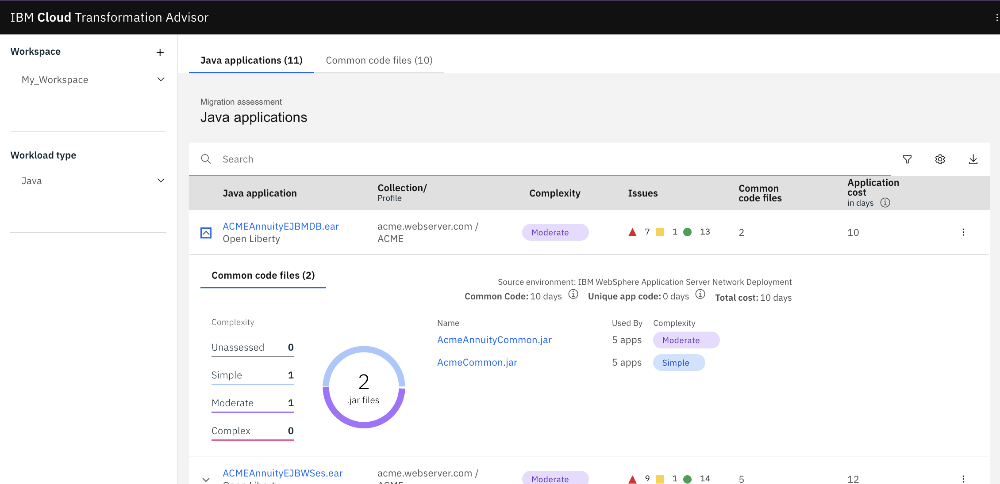 IBM Cloud Transformation Advisor
Workspace
My_Workspace
Workload type
Java
Java applications (11)
Common code files (10)
Migration assessment
Java applications
Search
Java application
Collection/
Profile
Complexity
Issues
Common
code files
Application
cost
in days
ACMEAnnuityEJBMDB.ear
Open Liberty
acme.webserver.com /
ACME
Moderate
7 1 13
2
10
Common code files (2)
Source environment: IBM WebSphere Application Server Network Deployment
Common Code: 10 days Unique app code: 0 days Total cost: 10 days
Complexity
Unassessed 0
Simple 1
Moderate 1
Complex 0
2
.jar files
Name Used By Complexity
AcmeAnnuityCommon.jar 5 apps Moderate
AcmeCommon.jar 5 apps Simple
ACMEAnnuityEJBWSes.ear
Open Liberty
acme.webserver.com /
ACME
Moderate
9 1 14
5
12